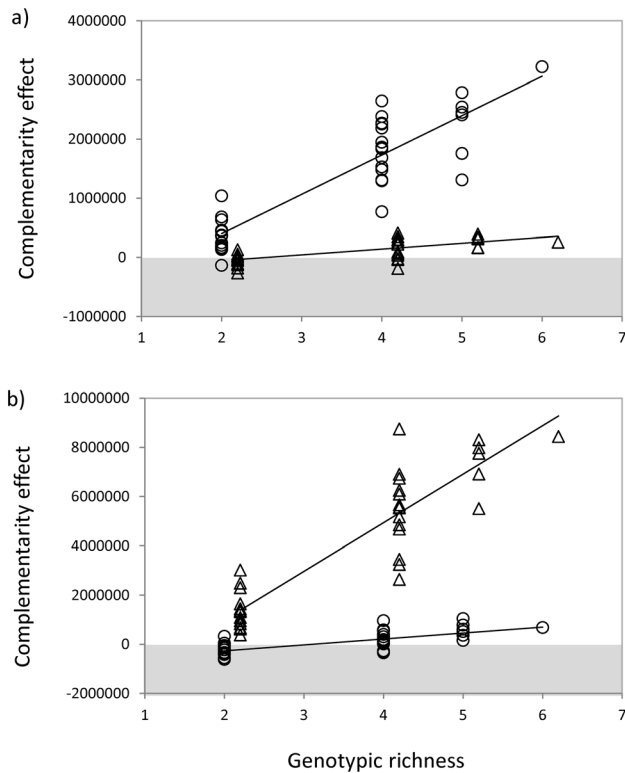 a)
Complementarity effect
4000000
3000000
2000000
1000000
0
-1000000
1 2 3 4 5 6 7
b)
Complementarity effect
10000000
8000000
6000000
4000000
2000000
0
-2000000
1 2 3 4 5 6 7
Genotypic richness